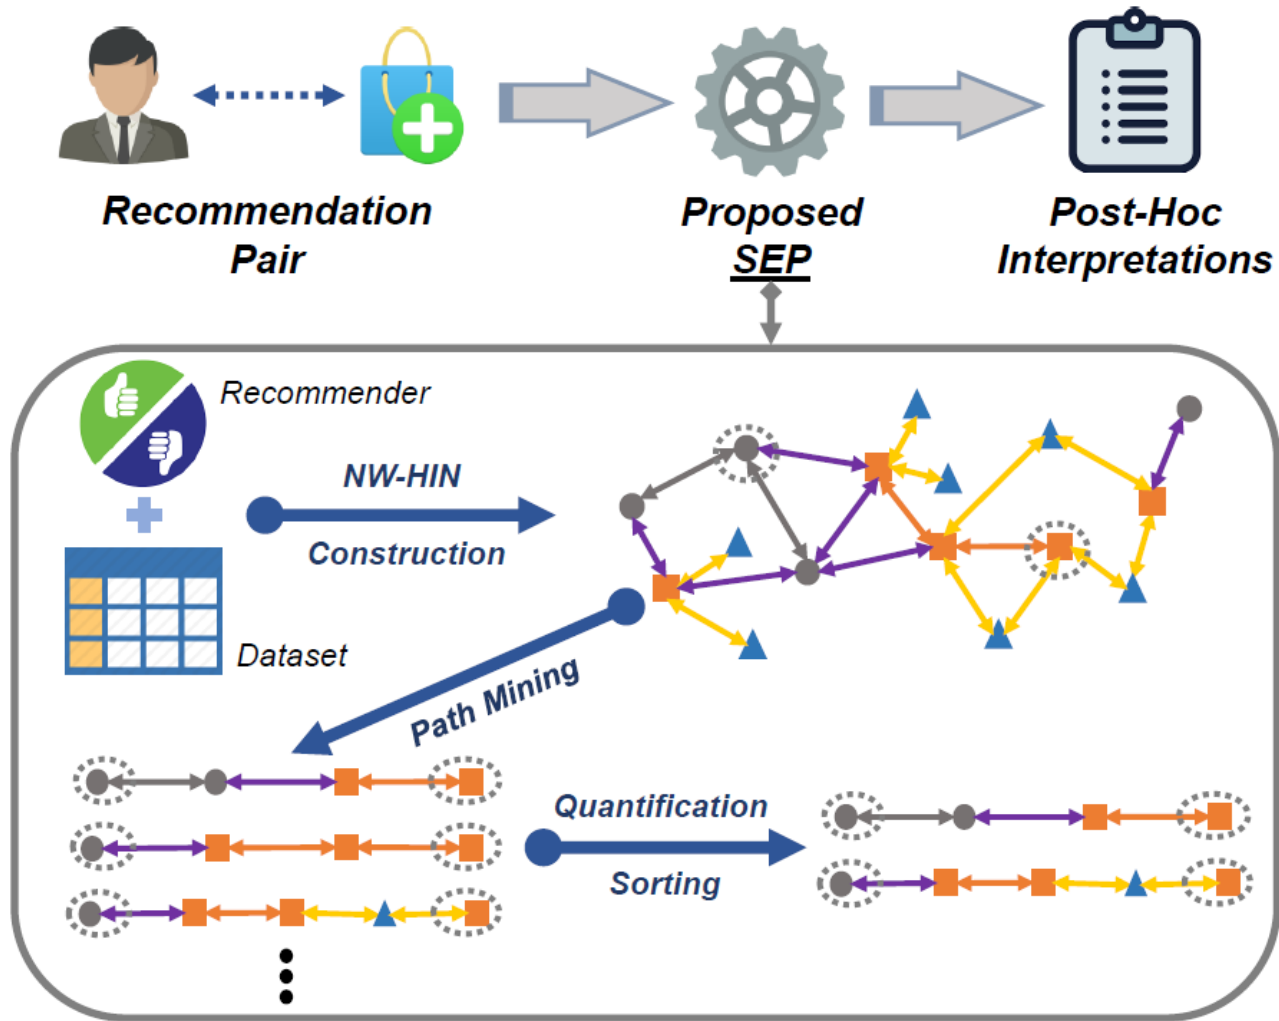 Recommendation
Pair
Proposed
SEP
Post-Hoc
Interpretations
Recommender
NW-HIN
Construction
Dataset
Path Mining
Quantification
Sorting